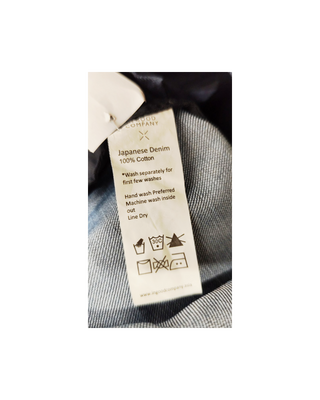 & COMPANY
Japanese Denim
100% Cotton
*Wash separately for
first few washes
Hand wash Preferred
Machine wash inside
out
Line Dry